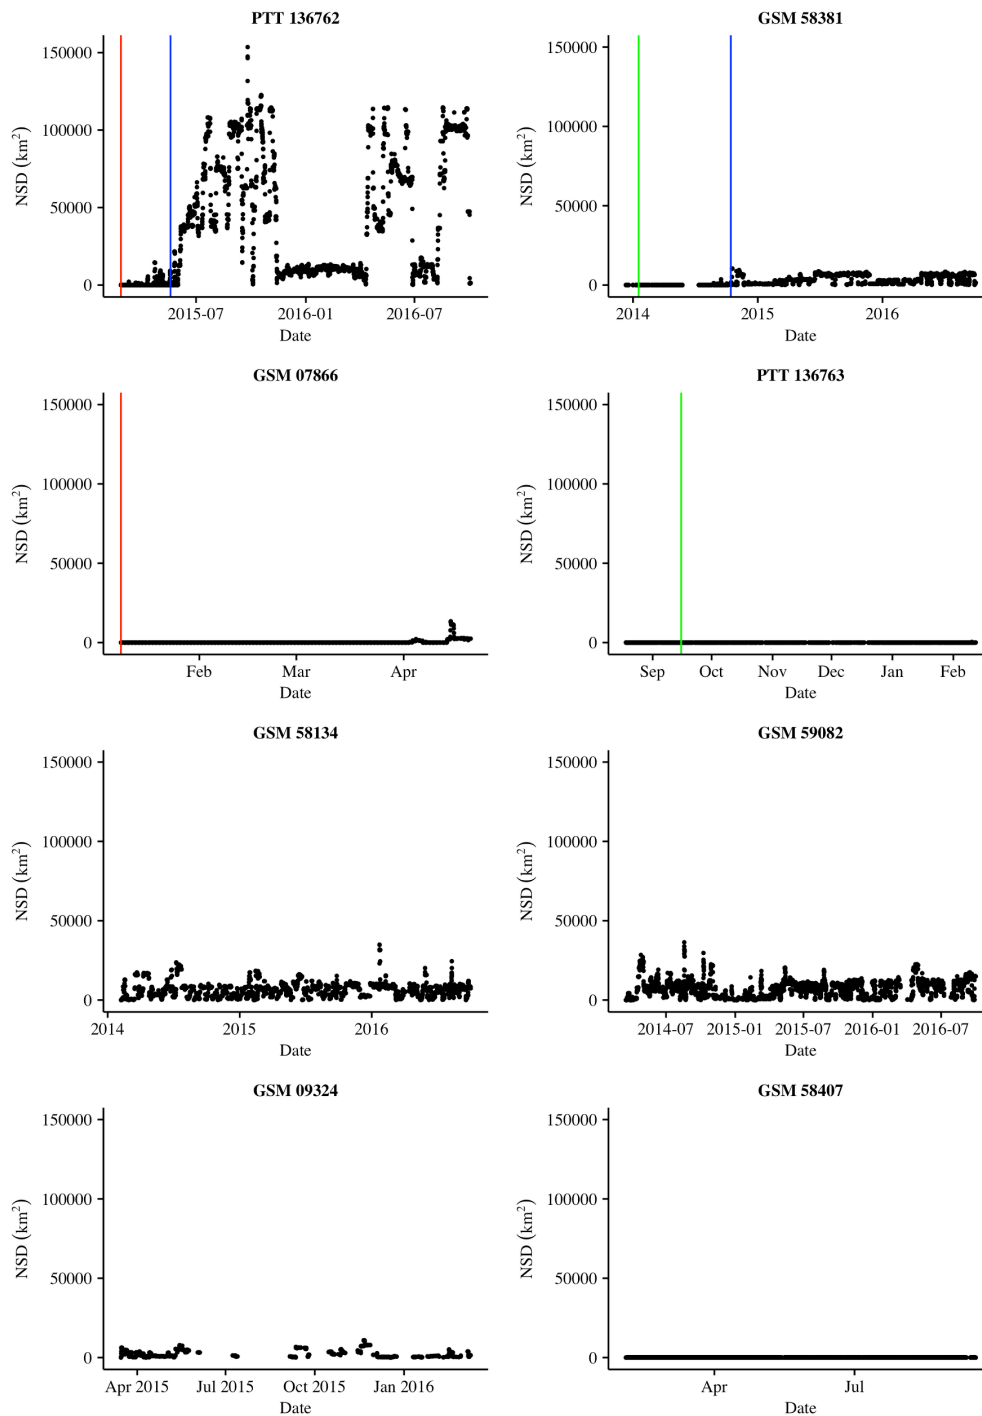 PTT 136762
150000
100000
50000
0
NSD (km²)
2015-07 2016-01 2016-07
Date
GSM 58381
150000
100000
50000
0
NSD (km²)
2014 2015 2016
Date
GSM 07866
150000
100000
50000
0
NSD (km²)
Feb Mar Apr
Date
PTT 136763
150000
100000
50000
0
NSD (km²)
Sep Oct Nov Dec Jan Feb
Date
GSM 58134
150000
100000
50000
0
NSD (km²)
2014 2015 2016
Date
GSM 59082
150000
100000
50000
0
NSD (km²)
2014-07 2015-01 2015-07 2016-01 2016-07
Date
GSM 09324
150000
100000
50000
0
NSD (km²)
Apr 2015 Jul 2015 Oct 2015 Jan 2016
Date
GSM 58407
150000
100000
50000
0
NSD (km²)
Apr Jul
Date